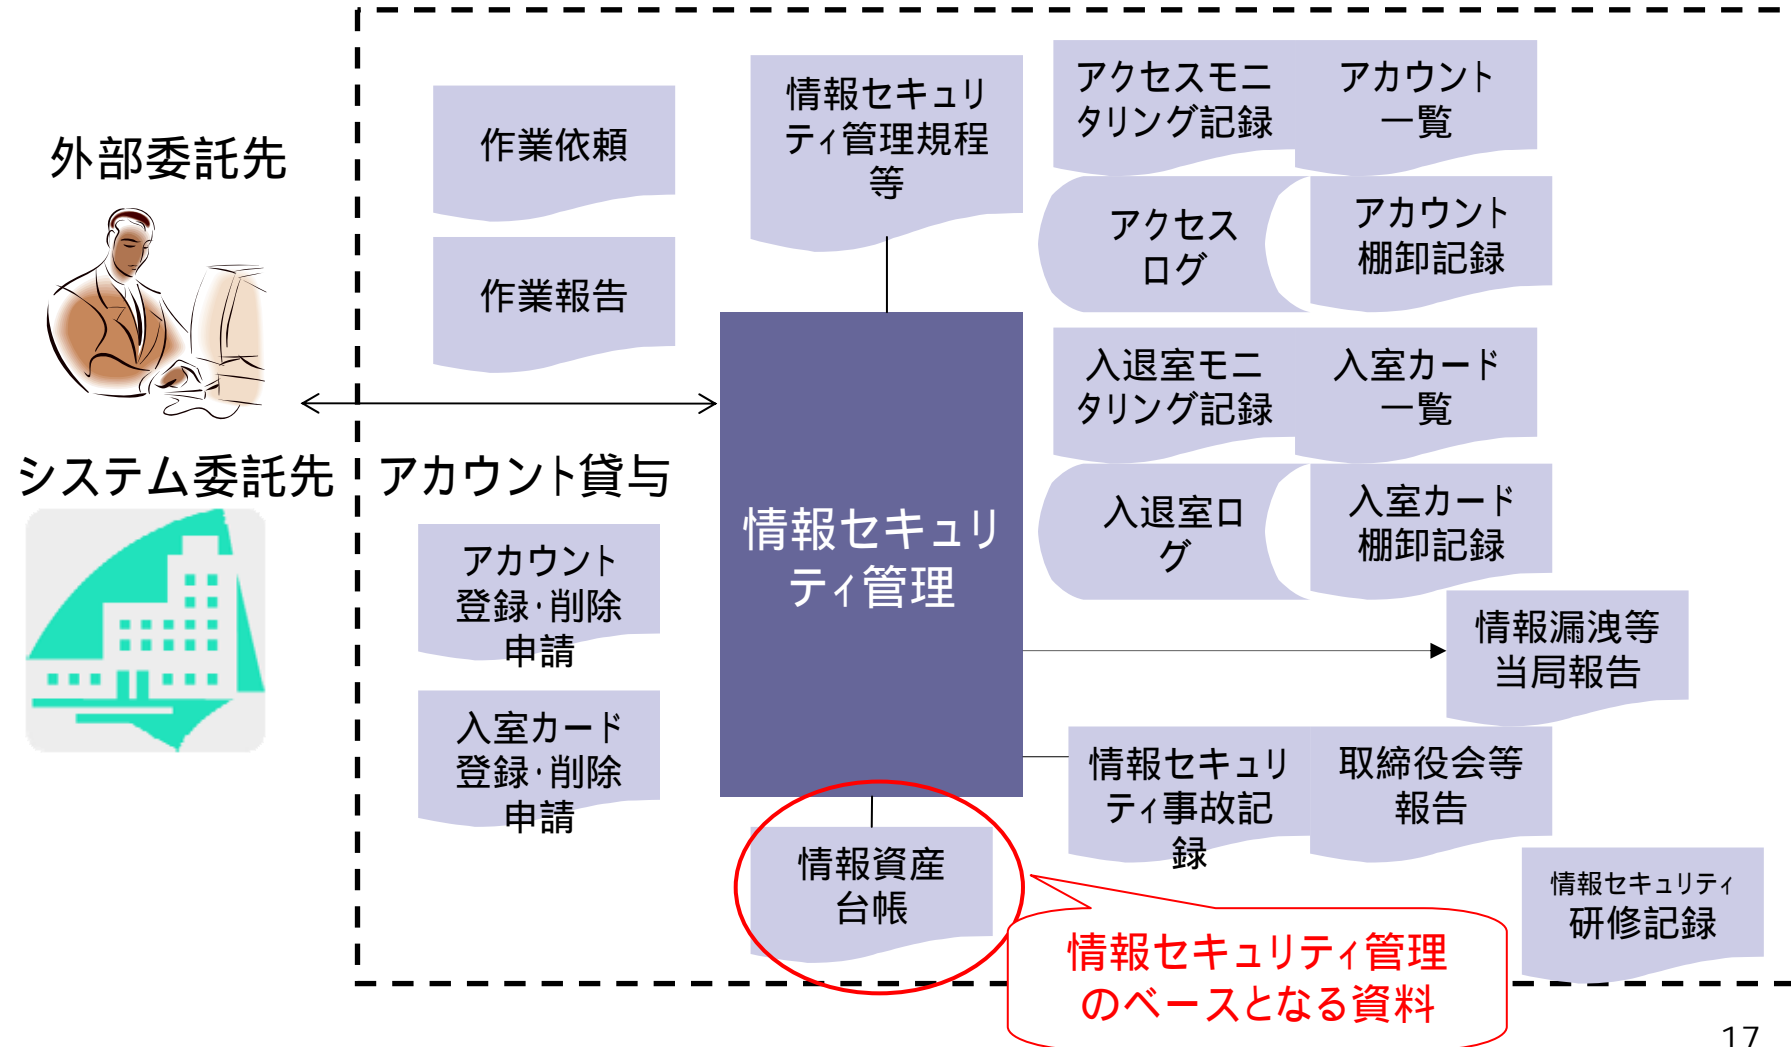 外部委託先
システム委託先
作業依頼
作業報告
アカウント貸与
アカウント
登録・削除
申請
入室カード
登録・削除
申請
情報セキュリ
ティ管理規程
等
情報セキュリ
ティ管理
情報資産
台帳
アクセスモニ
タリング記録
アカウント
一覧
アクセス
ログ
アカウント
棚卸記録
入退室モニ
タリング記録
入室カード
一覧
入退室ロ
グ
入室カード
棚卸記録
情報漏洩等
当局報告
情報セキュリ
ティ事故記
録
取締役会等
報告
情報セキュリティ
研修記録
情報セキュリティ管理
のベースとなる資料
17